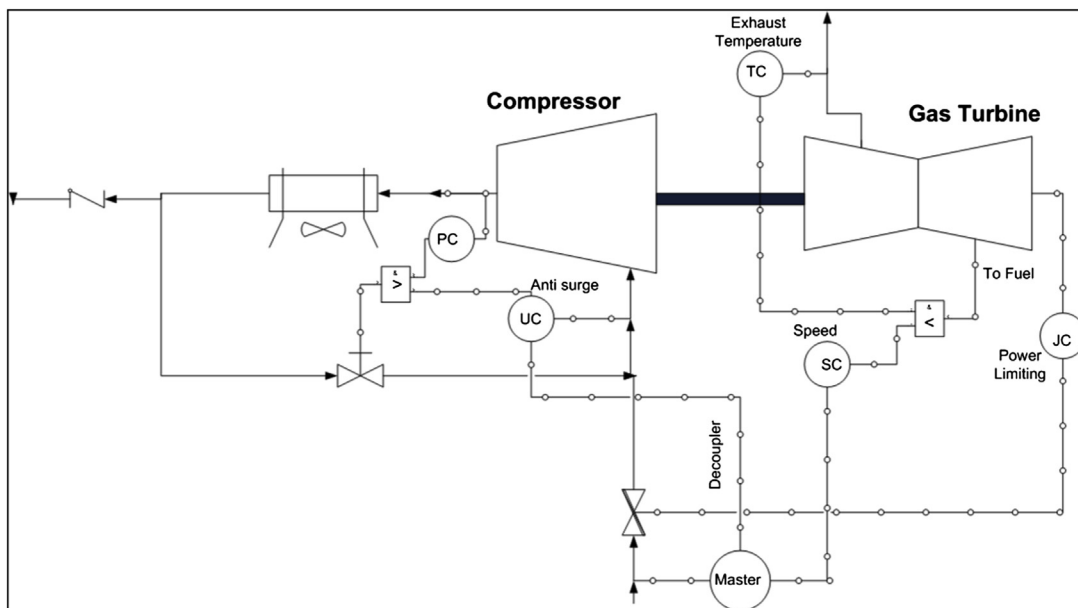 Exhaust
Temperature
TC
Compressor
Gas Turbine
PC
To Fuel
&
>
Anti surge
&
<
UC
Speed
JC
SC
Power
Limiting
Decoupler
Master